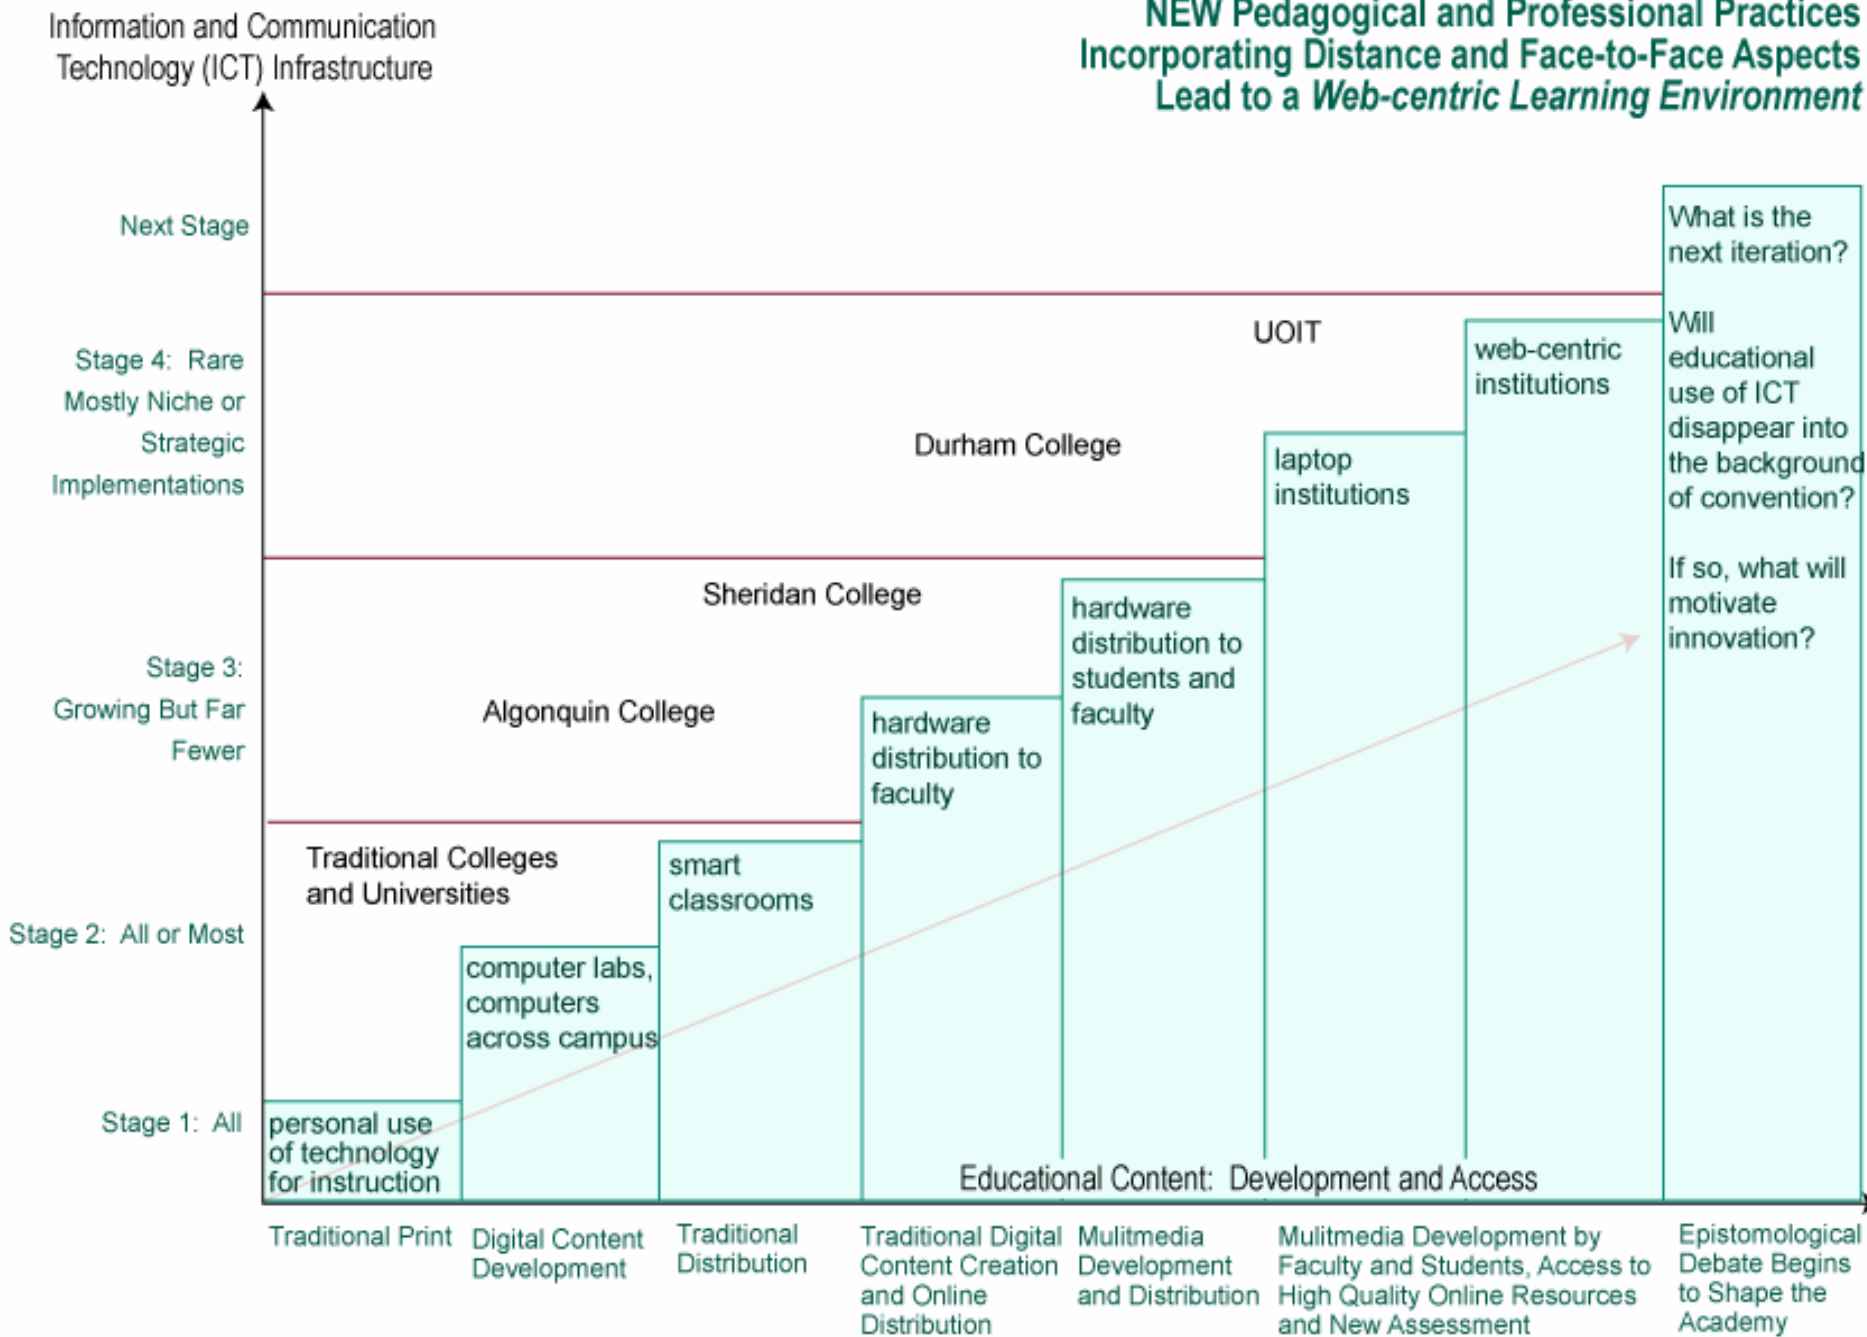 Information and Communication
Technology (ICT) Infrastructure
NEW Pedagogical and Professional Practices
Incorporating Distance and Face-to-Face Aspects
Lead to a Web-centric Learning Environment
Next Stage
Stage 4: Rare
Mostly Niche or
Strategic
Implementations
Stage 3:
Growing But Far
Fewer
Stage 2: All or Most
Stage 1: All
UOIT
Durham College
Sheridan College
Algonquin College
Traditional Colleges
and Universities
personal use
of technology
for instruction
computer labs,
computers
across campus
smart
classrooms
hardware
distribution to
faculty
hardware
distribution to
students and
faculty
laptop
institutions
web-centric
institutions
What is the
next iteration?
Will
educational
use of ICT
disappear into
the background
of convention?
If so, what will
motivate
innovation?
Educational Content: Development and Access
Traditional Print
Digital Content
Development
Traditional
Distribution
Traditional Digital
Content Creation
and Online
Distribution
Mulitmedia
Development
and Distribution
Mulitmedia Development by
Faculty and Students, Access to
High Quality Online Resources
and New Assessment
Epistomological
Debate Begins
to Shape the
Academy